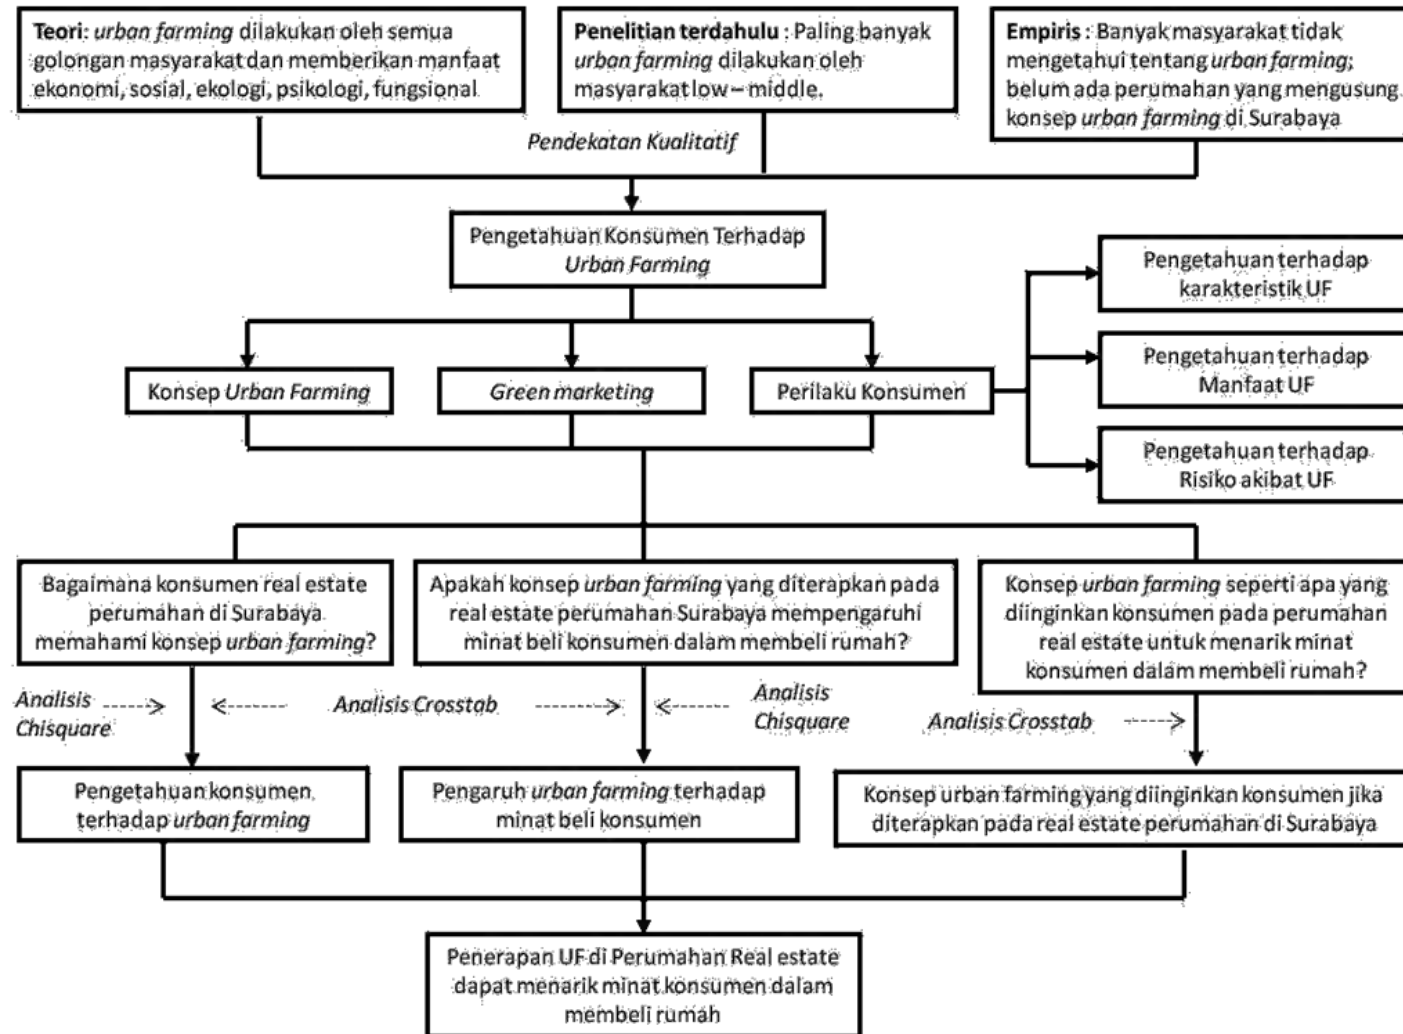 Teori: urban farming dilakukan oleh semua
golongan masyarakat dan memberikan manfaat
ekonomi, sosial, ekologi, psikologi, fungsional
Penelitian terdahulu : Paling banyak
urban farming dilakukan oleh
masyarakat low – middle.
Empiris : Banyak masyarakat tidak
mengetahui tentang urban farming;
belum ada perumahan yang mengusung
konsep urban farming di Surabaya
Pendekatan Kualitatif
Pengetahuan Konsumen Terhadap
Urban Farming
Pengetahuan terhadap
karakteristik UF
Konsep Urban Farming
Green marketing
Perilaku Konsumen
Pengetahuan terhadap
Manfaat UF
Pengetahuan terhadap
Risiko akibat UF
Bagaimana konsumen real estate
perumahan di Surabaya
memahami konsep urban farming?
Apakah konsep urban farming yang diterapkan pada
real estate perumahan Surabaya mempengaruhi
minat beli konsumen dalam membeli rumah?
Konsep urban farming seperti apa yang
diinginkan konsumen pada perumahan
real estate untuk menarik minat
konsumen dalam membeli rumah?
Analisis
Chisquare
Analisis Crosstab
Analisis
Chisquare
Analisis Crosstab
Pengetahuan konsumen
terhadap urban farming
Pengaruh urban farming terhadap
minat beli konsumen
Konsep urban farming yang diinginkan konsumen jika
diterapkan pada real estate perumahan di Surabaya
Penerapan UF di Perumahan Real estate
dapat menarik minat konsumen dalam
membeli rumah